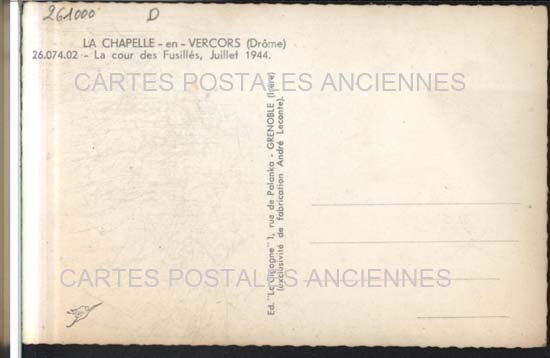 261000 D
LA CHAPELLE - en - VERCORS (Drôme)
26.074.02 - La cour des Fusillés, Juillet 1944.
CARTES POSTALES ANCIENNES
Ed. "La Cigogne" 1, rue de Palanka - GRENOBLE (Isère)
(exclusivité de fabrication André Leconte).
CARTES POSTALES ANCIENNES